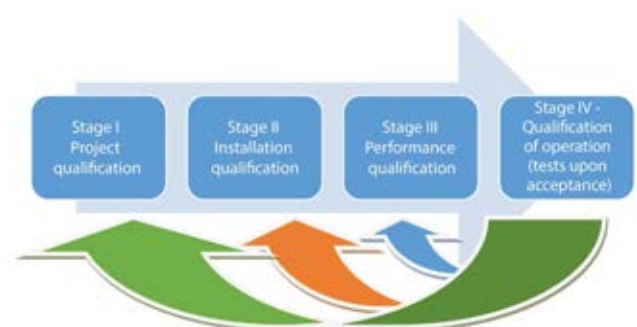 Stage I
Project
qualification
Stage II
Installation
qualification
Stage III
Performance
qualification
Stage IV -
Qualification
of operation
(tests upon
acceptance)